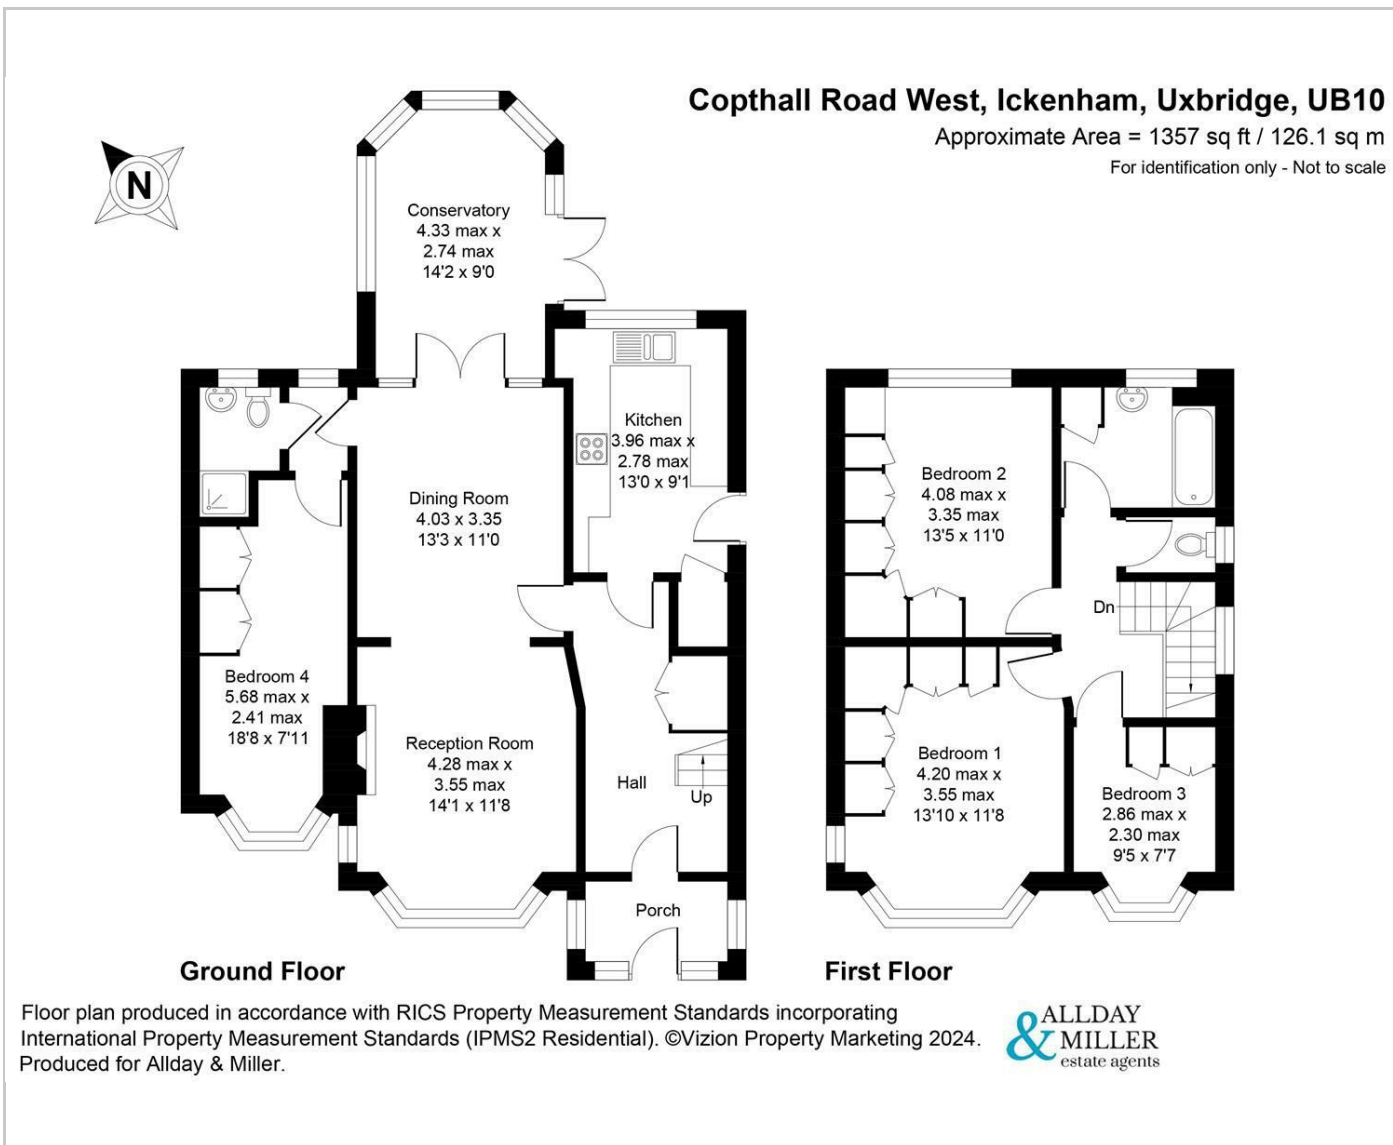 Copthall Road West, Ickenham, Uxbridge, UB10
Approximate Area = 1357 sq ft / 126.1 sq m
For identification only - Not to scale
N
Conservatory
4.33 max x
2.74 max
14'2 x 9'0
Kitchen
3.96 max x
2.78 max
13'0 x 9'1
Dining Room
4.03 x 3.35
13'3 x 11'0
Bedroom 4
5.68 max x
2.41 max
18'8 x 7'11
Reception Room
4.28 max x
3.55 max
14'1 x 11'8
Hall
Up
Porch
Ground Floor
Bedroom 2
4.08 max x
3.35 max
13'5 x 11'0
Dn
Bedroom 1
4.20 max x
3.55 max
13'10 x 11'8
Bedroom 3
2.86 max x
2.30 max
9'5 x 7'7
First Floor
Floor plan produced in accordance with RICS Property Measurement Standards incorporating
International Property Measurement Standards (IPMS2 Residential). ©Vizion Property Marketing 2024.
Produced for Allday & Miller.
ALLDAY
& MILLER
estate agents